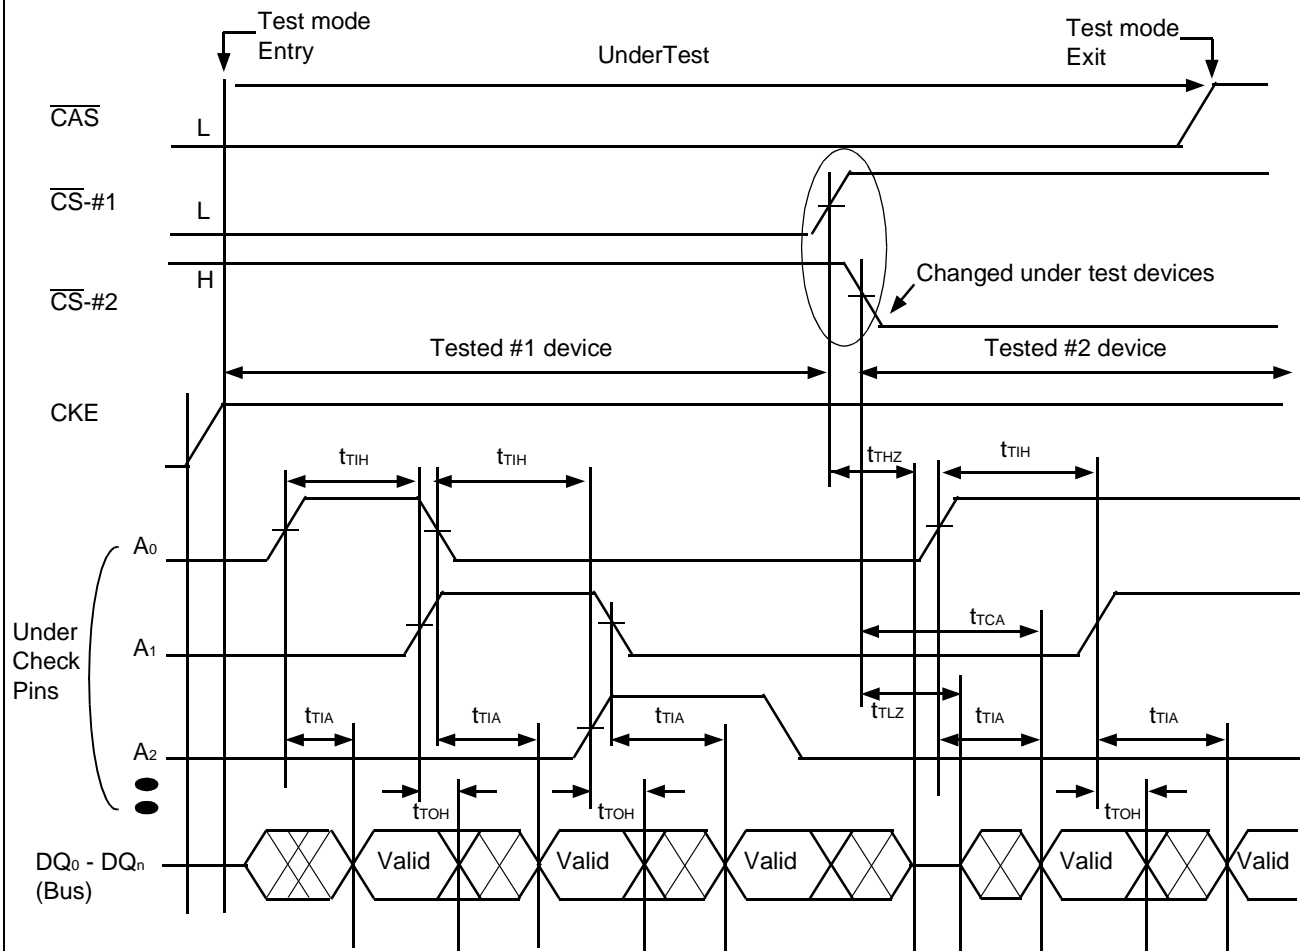 Test mode
Entry
UnderTest
Test mode
Exit
CAS
L
CS-#1
L
H
CS-#2
Changed under test devices
Tested #1 device
Tested #2 device
CKE
tTIH
tTIH
tTHZ
tTIH
A0
Under
Check
Pins
A1
tTCA
tTLZ
tTIA
tTIA
tTIA
tTIA
tTIA
A2
tTOH
tTOH
tTOH
DQ0 - DQn
(Bus)
Valid
Valid
Valid
Valid
Valid